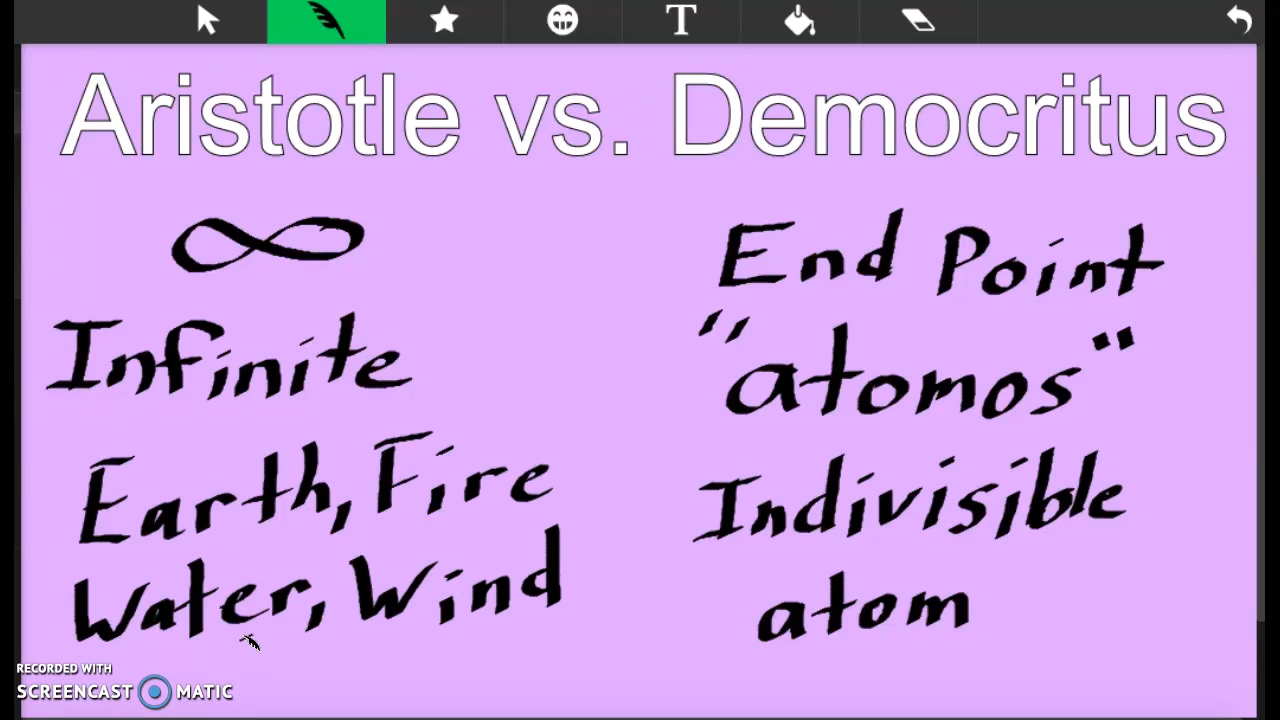 Aristotle vs. Democritus
∞
Infinite
Earth, Fire
Water, Wind
End Point
"atomos"
Indivisible
atom
RECORDED WITH
SCREENCAST MATIC